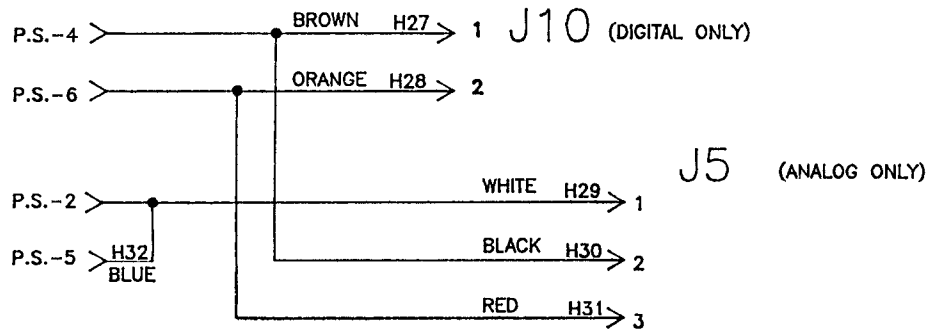 P.S.-4 BROWN H27 1 J10 (DIGITAL ONLY)
P.S.-6 ORANGE H28 2
J5 (ANALOG ONLY)
P.S.-2 WHITE H29 1
P.S.-5 H32 BLACK H30 2
BLUE
RED H31 3